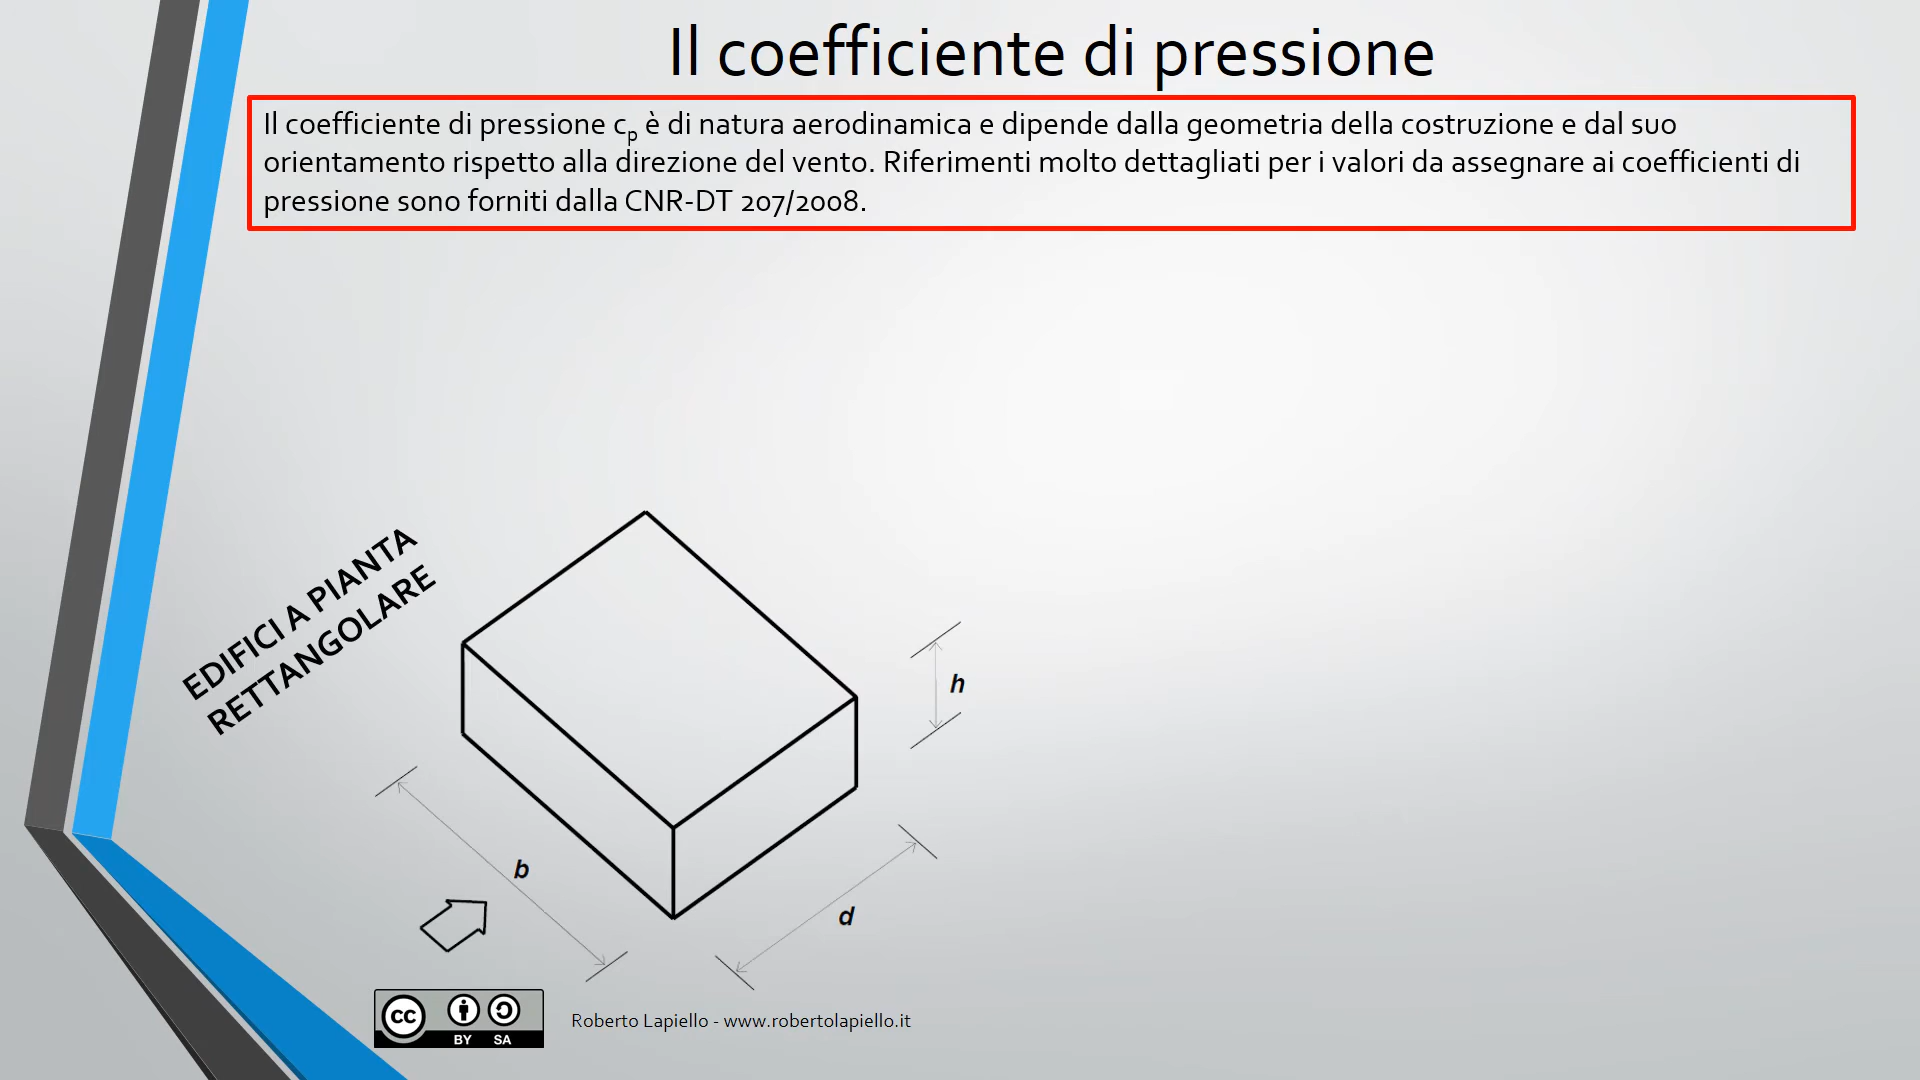 Il coefficiente di pressione
Il coefficiente di pressione cp è di natura aerodinamica e dipende dalla geometria della costruzione e dal suo
orientamento rispetto alla direzione del vento. Riferimenti molto dettagliati per i valori da assegnare ai coefficienti di
pressione sono forniti dalla CNR-DT 207/2008.
EDIFICI A PIANTA
RETTANGOLARE
h
b
d
cc
BY SA
Roberto Lapiello - www.robertolapiello.it